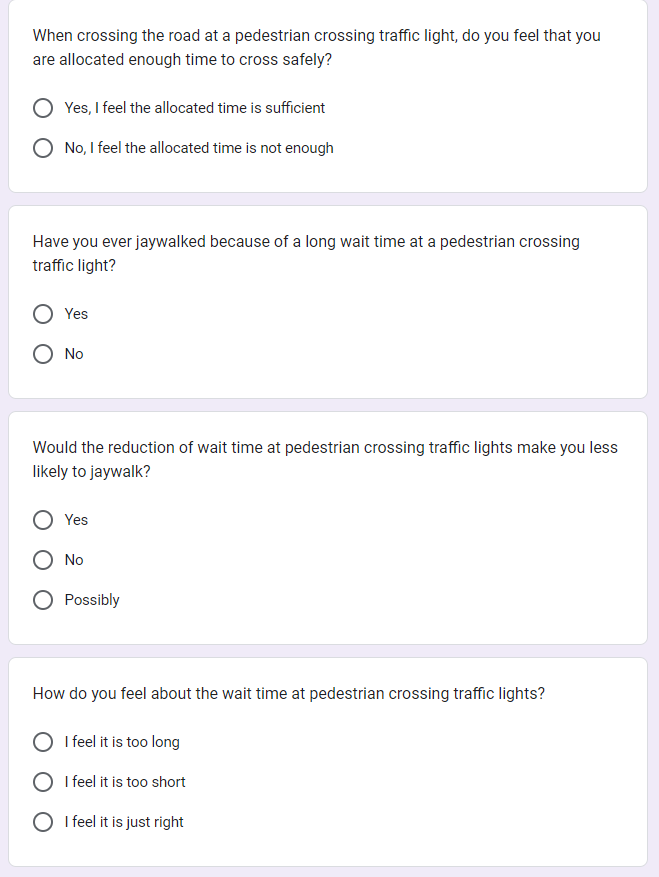 When crossing the road at a pedestrian crossing traffic light, do you feel that you
are allocated enough time to cross safely?
Yes, I feel the allocated time is sufficient
No, I feel the allocated time is not enough
Have you ever jaywalked because of a long wait time at a pedestrian crossing
traffic light?
Yes
No
Would the reduction of wait time at pedestrian crossing traffic lights make you less
likely to jaywalk?
Yes
No
Possibly
How do you feel about the wait time at pedestrian crossing traffic lights?
I feel it is too long
I feel it is too short
I feel it is just right